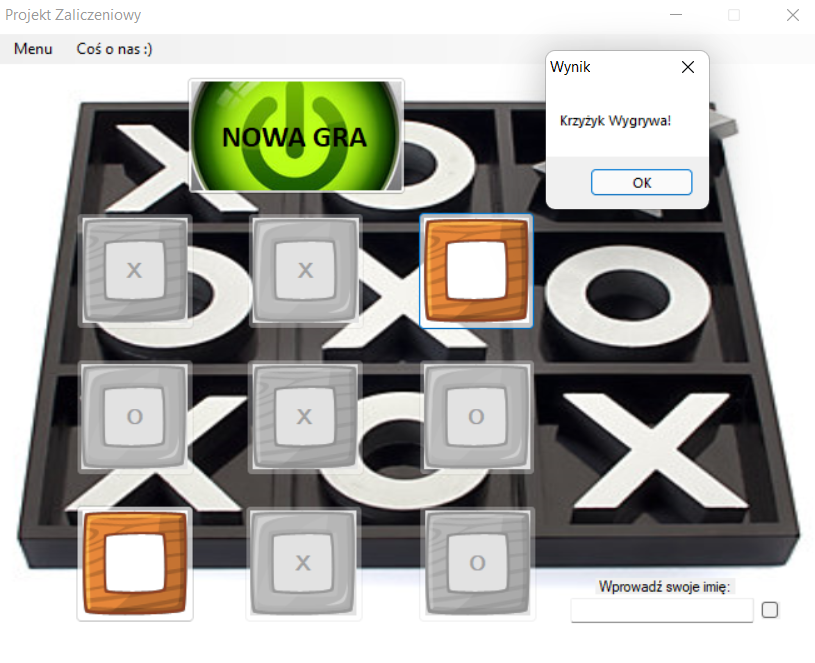 Projekt Zaliczeniowy
Menu Coś o nas :)
Wynik
Krzyżyk Wygrywa!
OK
NOWA GRA
X X
O X O
X O
Wprowadź swoje imię: